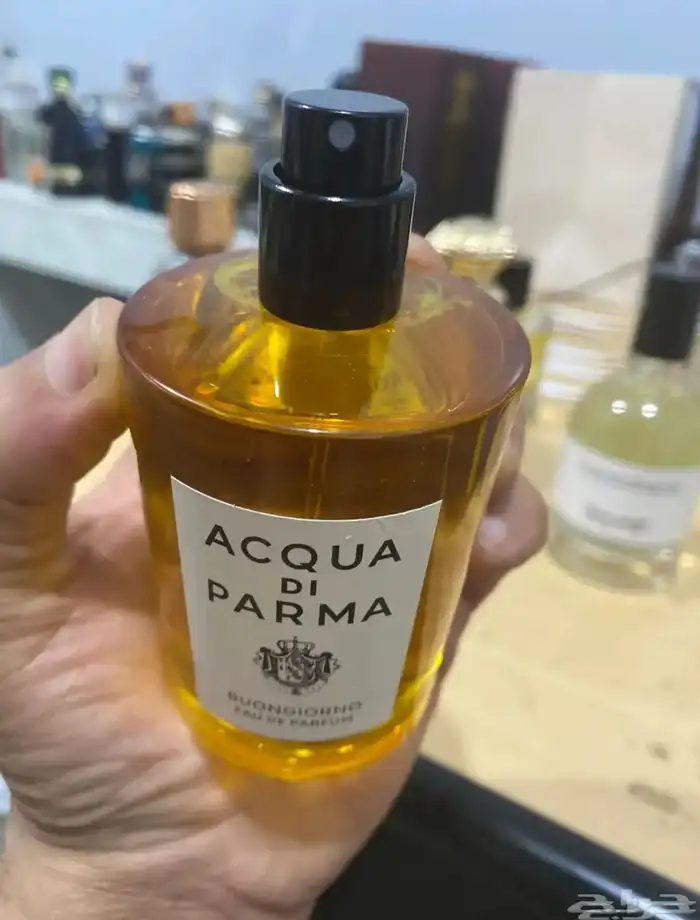 ACQUA
DI
PARMA
BUONGIORNO
EAU DE PARFUM
حراج